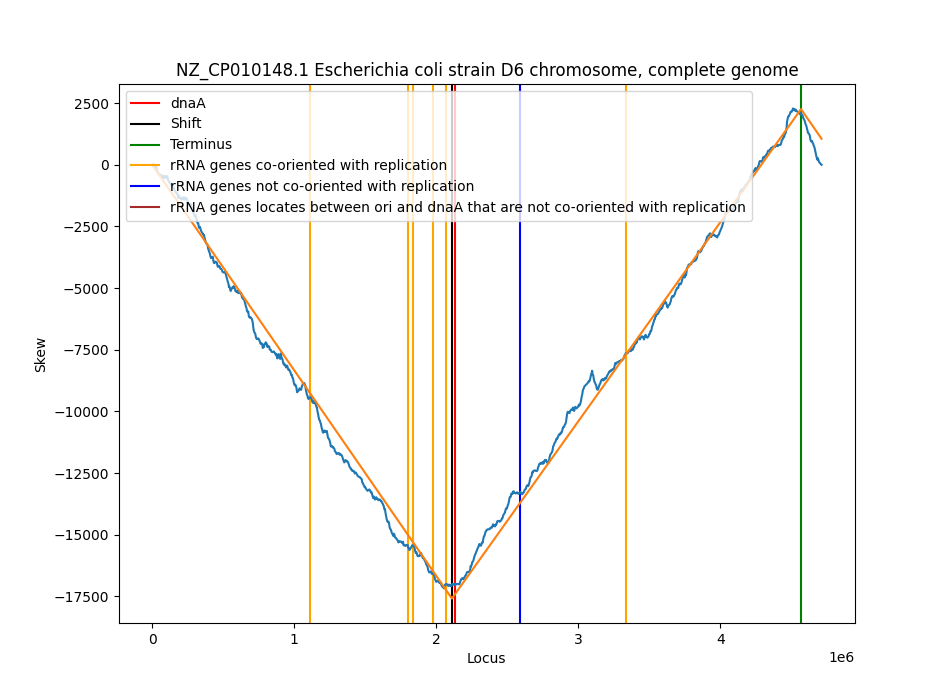 NZ_CP010148.1 Escherichia coli strain D6 chromosome, complete genome
dnaA
Shift
Terminus
rRNA genes co-oriented with replication
rRNA genes not co-oriented with replication
rRNA genes locates between ori and dnaA that are not co-oriented with replication
2500
0
−2500
−5000
−7500
−10000
−12500
−15000
−17500
Skew
0 1 2 3 4
Locus
1e6